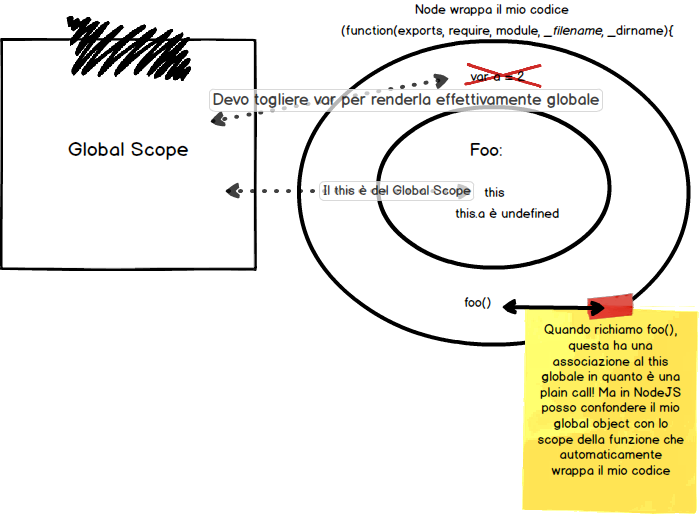 Node wrappa il mio codice
(function(exports, require, module, _filename, _dirname){
var a = 2
Devo togliere var per renderla effettivamente globale
Global Scope
Foo:
Il this è del Global Scope
this
this.a è undefined
foo()
Quando richiamo foo(),
questa ha una
associazione al this
globale in quanto è una
plain call! Ma in NodeJS
posso confondere il mio
global object con lo
scope della funzione che
automaticamente
wrappa il mio codice